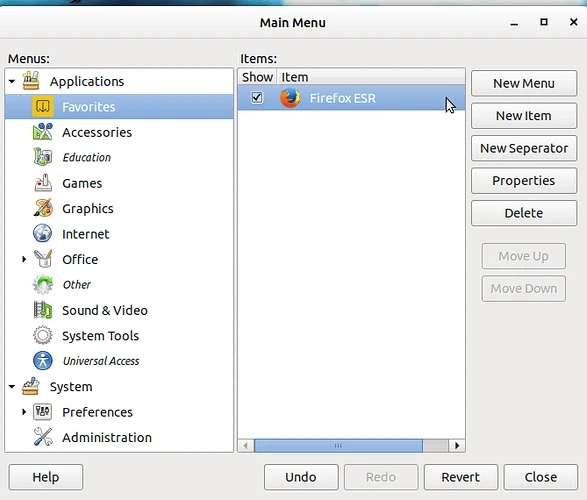 Main Menu
Menus:
Applications
Favorites
Accessories
Education
Games
Graphics
Internet
Office
Other
Sound & Video
System Tools
Universal Access
System
Preferences
Administration
Items:
Show Item
Firefox ESR
New Menu
New Item
New Seperator
Properties
Delete
Move Up
Move Down
Help
Undo
Redo
Revert
Close